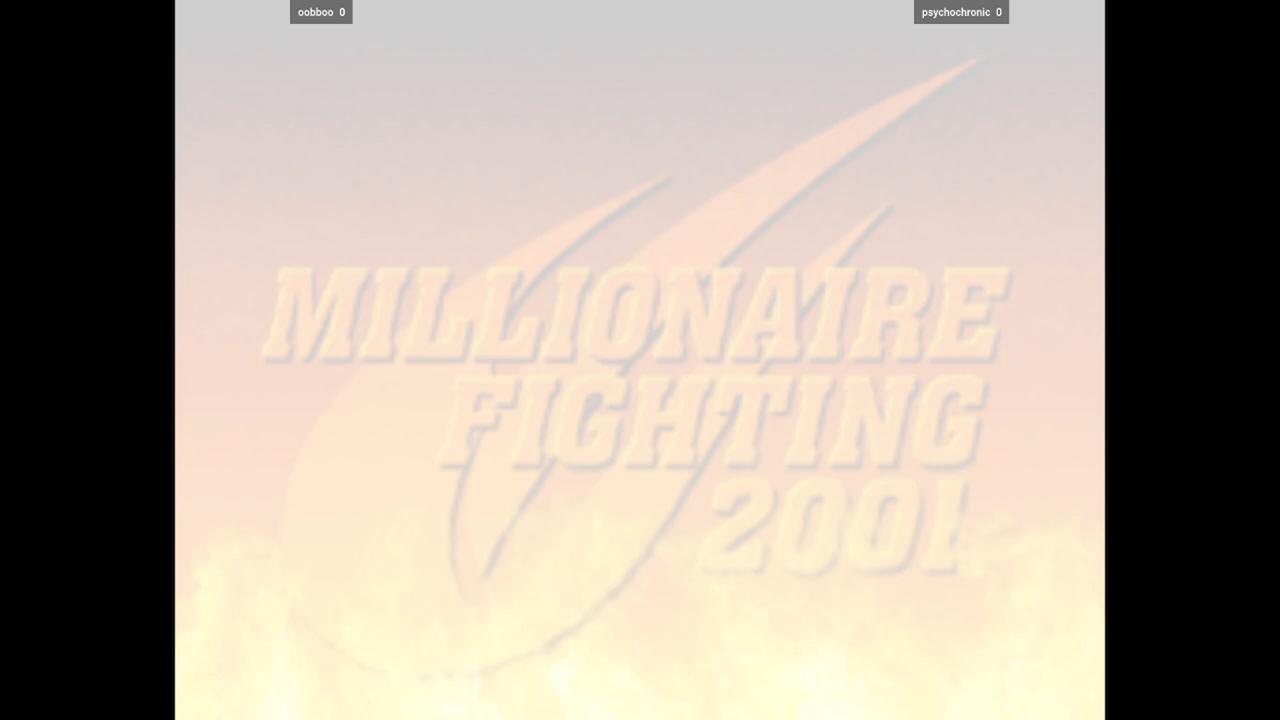 oobboo 0
psychochronic 0
MILLIONAIRE
FIGHTING
2001